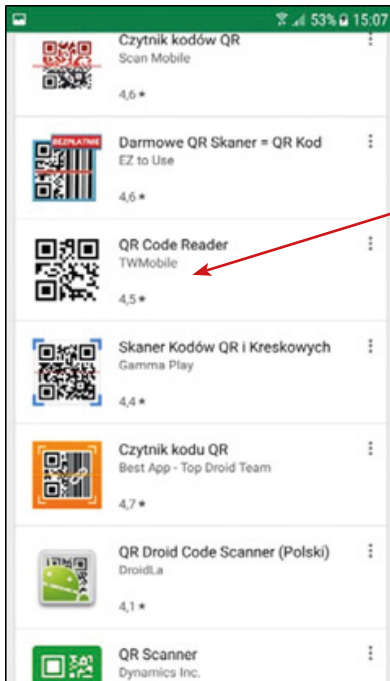 53% 15:07
Czytnik kodów QR
Scan Mobile
4,6 ★
BEZPŁATNIE
Darmowe QR Skaner = QR Kod
EZ to Use
4,6 ★
QR Code Reader
TWMobile
4,5 ★
Skaner Kodów QR i Kreskowych
Gamma Play
4,4 ★
Czytnik kodu QR
Best App - Top Droid Team
4,7 ★
QR Droid Code Scanner (Polski)
DroidLa
4,1 ★
QR Scanner
Dynamics Inc.